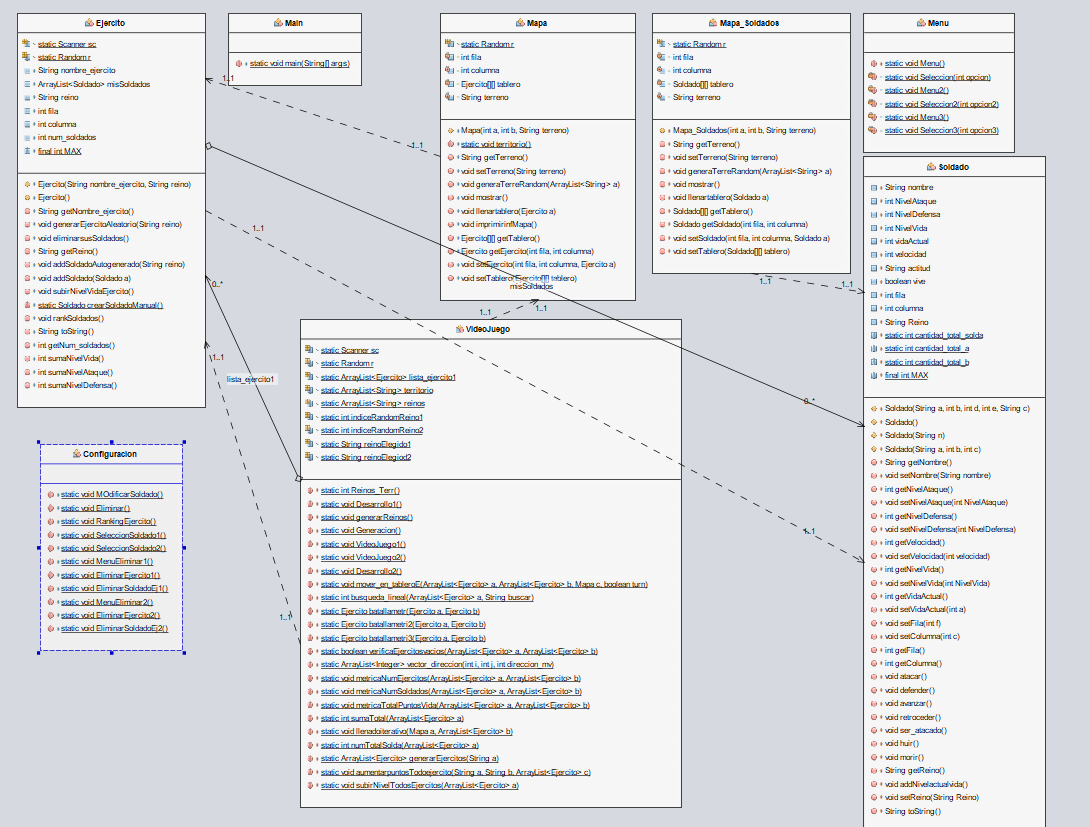 Ejercito
static Scanner sc
static Random r
String nombre_ejercito
ArrayList<Soldado> misSoldados
String reino
int fila
int columna
int num_soldados
final int MAX
Ejercito(String nombre_ejercito, String reino)
Ejercito()
String getNombre_ejercito()
void generarEjercitoAleatorio(String reino)
void eliminarsusSoldados()
String getReino()
void addSoldadoAutogenerado(String reino)
void addSoldado(Soldado a)
void subirNivelVidaEjercito()
static Soldado crearSoldadoManual()
void rankSoldados()
String toString()
int getNum_soldados()
int sumaNivelVida()
int sumaNivelAtaque()
int sumaNivelDefensa()
Main
static void main(String[] args)
Mapa
static Random r
int fila
int columna
Ejercito[][] tablero
String terreno
Mapa(int a, int b, String terreno)
static void territorio()
String getTerreno()
void setTerreno(String terreno)
void generaTerreRandom(ArrayList<String> a)
void mostrar()
void llenartablero(Ejercito a)
void imprimirinfMapa()
Ejercito[][] getTablero()
Ejercito getEjercito(int fila, int columna)
void setEjercito(int fila, int columna, Ejercito a)
void setTablero(Ejercito[][] tablero)
Mapa_Soldados
static Random r
int fila
int columna
Soldado[][] tablero
String terreno
Mapa_Soldados(int a, int b, String terreno)
String getTerreno()
void setTerreno(String terreno)
void generaTerreRandom(ArrayList<String> a)
void mostrar()
void llenartablero(Soldado a)
Soldado[][] getTablero()
Soldado getSoldado(int fila, int columna)
void setSoldado(int fila, int columna, Soldado a)
void setTablero(Soldado[][] tablero)
Menu
static void Menu()
static void Seleccion(int opcion)
static void Menu2()
static void Seleccion2(int opcion2)
static void Menu3()
static void Seleccion3(int opcion3)
Soldado
String nombre
int NivelAtaque
int NivelDefensa
int NivelVida
int vidaActual
int velocidad
String actitud
boolean vive
int fila
int columna
String Reino
static int cantidad_total_solda
static int cantidad_total_a
static int cantidad_total_b
final int MAX
Soldado(String a, int b, int d, int e, String c)
Soldado()
Soldado(String n)
Soldado(String a, int b, int c)
String getNombre()
void setNombre(String nombre)
int getNivelAtaque()
void setNivelAtaque(int NivelAtaque)
int getNivelDefensa()
void setNivelDefensa(int NivelDefensa)
int getVelocidad()
void setVelocidad(int velocidad)
int getNivelVida()
void setNivelVida(int NivelVida)
int getVidaActual()
void setVidaActual(int a)
void setFila(int f)
void setColumna(int c)
int getFila()
int getColumna()
void atacar()
void defender()
void avanzar()
void retroceder()
void ser_atacado()
void huir()
void morir()
String getReino()
void addNivelactualvida()
void setReino(String Reino)
String toString()
VideoJuego
static Scanner sc
static Random r
static ArrayList<Ejercito> lista_ejercito1
static ArrayList<String> territorio
static ArrayList<String> reinos
static int indiceRandomReino1
static int indiceRandomReino2
static String reinoElegido1
static String reinoElegiod2
static int Reinos_Terr()
static void Desarrollo1()
static void generarReinos()
static void Generacion()
static void VideoJuego1()
static void VideoJuego2()
static void Desarrollo2()
static void mover_en_tableroE(ArrayList<Ejercito> a, ArrayList<Ejercito> b, Mapa c, boolean turn)
static int busqueda_lineal(ArrayList<Ejercito> a, String buscar)
static Ejercito batallametr(Ejercito a, Ejercito b)
static Ejercito batallametri2(Ejercito a, Ejercito b)
static Ejercito batallametri3(Ejercito a, Ejercito b)
static boolean verificaEjercitosvacios(ArrayList<Ejercito> a, ArrayList<Ejercito> b)
static ArrayList<Integer> vector_direccion(int i, int j, int direccion_mv)
static void metricaNumEjercitos(ArrayList<Ejercito> a, ArrayList<Ejercito> b)
static void metricaNumSoldados(ArrayList<Ejercito> a, ArrayList<Ejercito> b)
static void metricaTotalPuntosVida(ArrayList<Ejercito> a, ArrayList<Ejercito> b)
static int sumaTotal(ArrayList<Ejercito> a)
static void llenadoiterativo(Mapa a, ArrayList<Ejercito> b)
static int numTotalSolda(ArrayList<Ejercito> a)
static ArrayList<Ejercito> generarEjercitos(String a)
static void aumentarpuntosTodoejercito(String a, String b, ArrayList<Ejercito> c)
static void subirNivelTodosEjercitos(ArrayList<Ejercito> a)
Configuracion
static void MOdificarSoldado()
static void Eliminar()
static void RankingEjercito()
static void SeleccionSoldado1()
static void SeleccionSoldado2()
static void MenuEliminar1()
static void EliminarEjercito1()
static void EliminarSoldadoEj1()
static void MenuEliminar2()
static void EliminarEjercito2()
static void EliminarSoldadoEj2()
1..1
1..1
1..1
0..*
1..1
lista_ejercito1
1..1
misSoldados
1..1
1..1
1..1
1..1
0..*
1..1